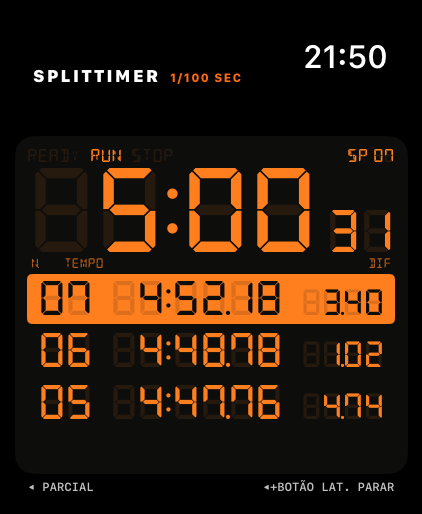 21:50
SPLITTIMER 1/100 SEC
READY RUN STOP SP 07
5:00 31
N. TEMPO DIF
07 4:52.18 3.40
06 4:48.78 1.02
05 4:47.76 4.74
◂ PARCIAL ◂+BOTÃO LAT. PARAR